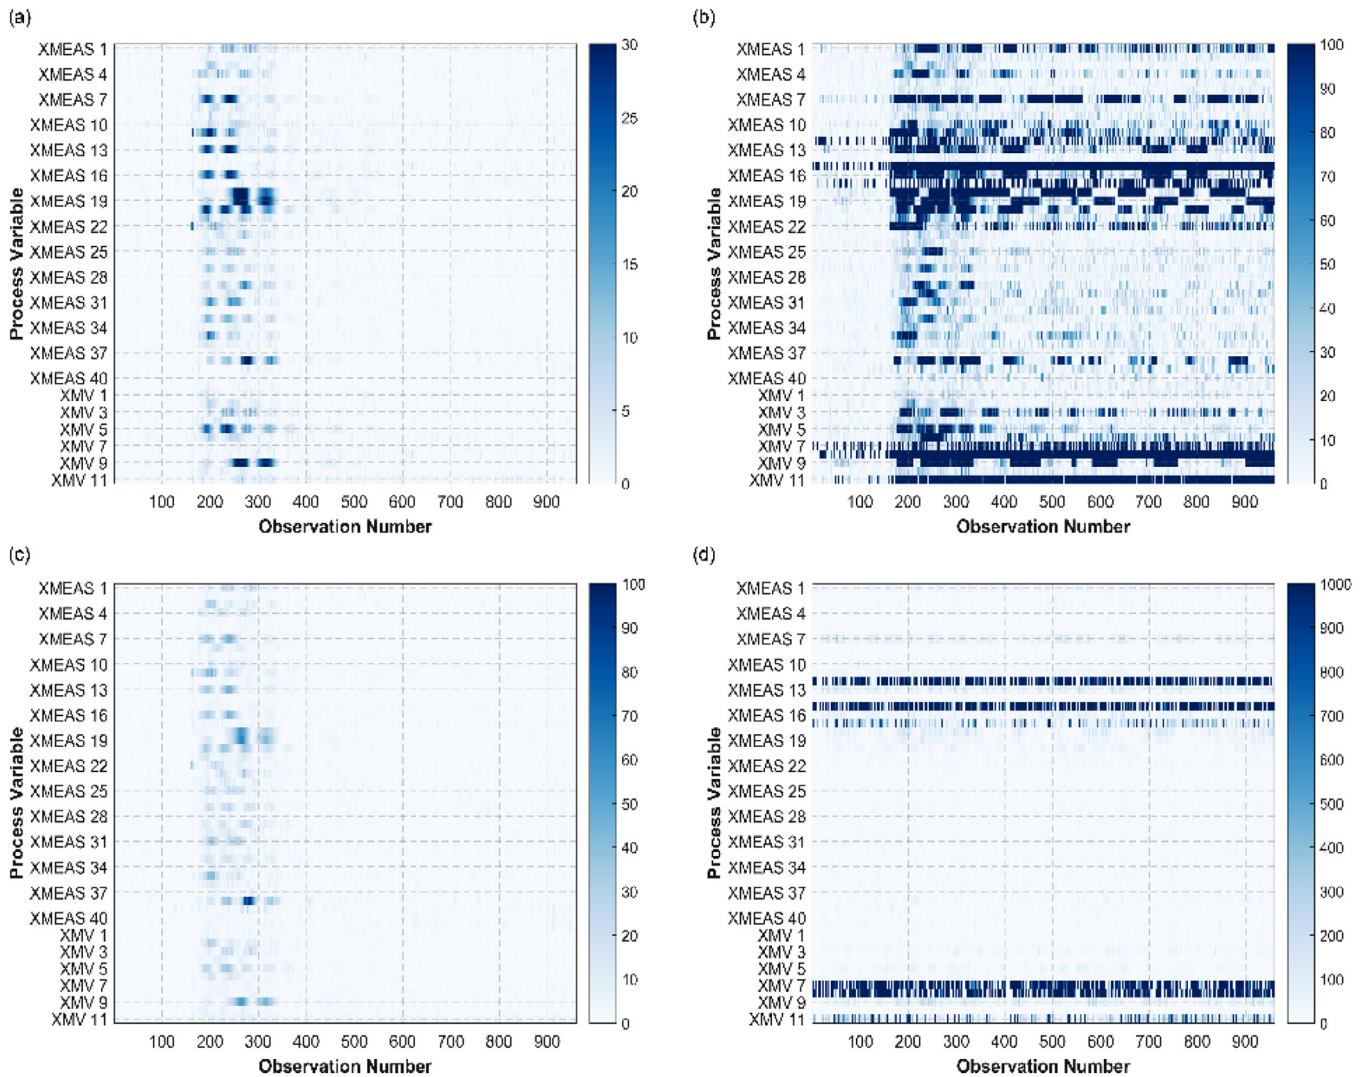 (a)
XMEAS 1
XMEAS 4
XMEAS 7
XMEAS 10
XMEAS 13
XMEAS 16
XMEAS 19
XMEAS 22
XMEAS 25
XMEAS 28
XMEAS 31
XMEAS 34
XMEAS 37
XMEAS 40
XMV 1
XMV 3
XMV 5
XMV 7
XMV 9
XMV 11
Process Variable
100 200 300 400 500 600 700 800 900
Observation Number
30
25
20
15
10
5
0
(b)
XMEAS 1
XMEAS 4
XMEAS 7
XMEAS 10
XMEAS 13
XMEAS 16
XMEAS 19
XMEAS 22
XMEAS 25
XMEAS 28
XMEAS 31
XMEAS 34
XMEAS 37
XMEAS 40
XMV 1
XMV 3
XMV 5
XMV 7
XMV 9
XMV 11
Process Variable
100 200 300 400 500 600 700 800 900
Observation Number
100
90
80
70
60
50
40
30
20
10
0
(c)
XMEAS 1
XMEAS 4
XMEAS 7
XMEAS 10
XMEAS 13
XMEAS 16
XMEAS 19
XMEAS 22
XMEAS 25
XMEAS 28
XMEAS 31
XMEAS 34
XMEAS 37
XMEAS 40
XMV 1
XMV 3
XMV 5
XMV 7
XMV 9
XMV 11
Process Variable
100 200 300 400 500 600 700 800 900
Observation Number
100
90
80
70
60
50
40
30
20
10
0
(d)
XMEAS 1
XMEAS 4
XMEAS 7
XMEAS 10
XMEAS 13
XMEAS 16
XMEAS 19
XMEAS 22
XMEAS 25
XMEAS 28
XMEAS 31
XMEAS 34
XMEAS 37
XMEAS 40
XMV 1
XMV 3
XMV 5
XMV 7
XMV 9
XMV 11
Process Variable
100 200 300 400 500 600 700 800 900
Observation Number
1000
900
800
700
600
500
400
300
200
100
0